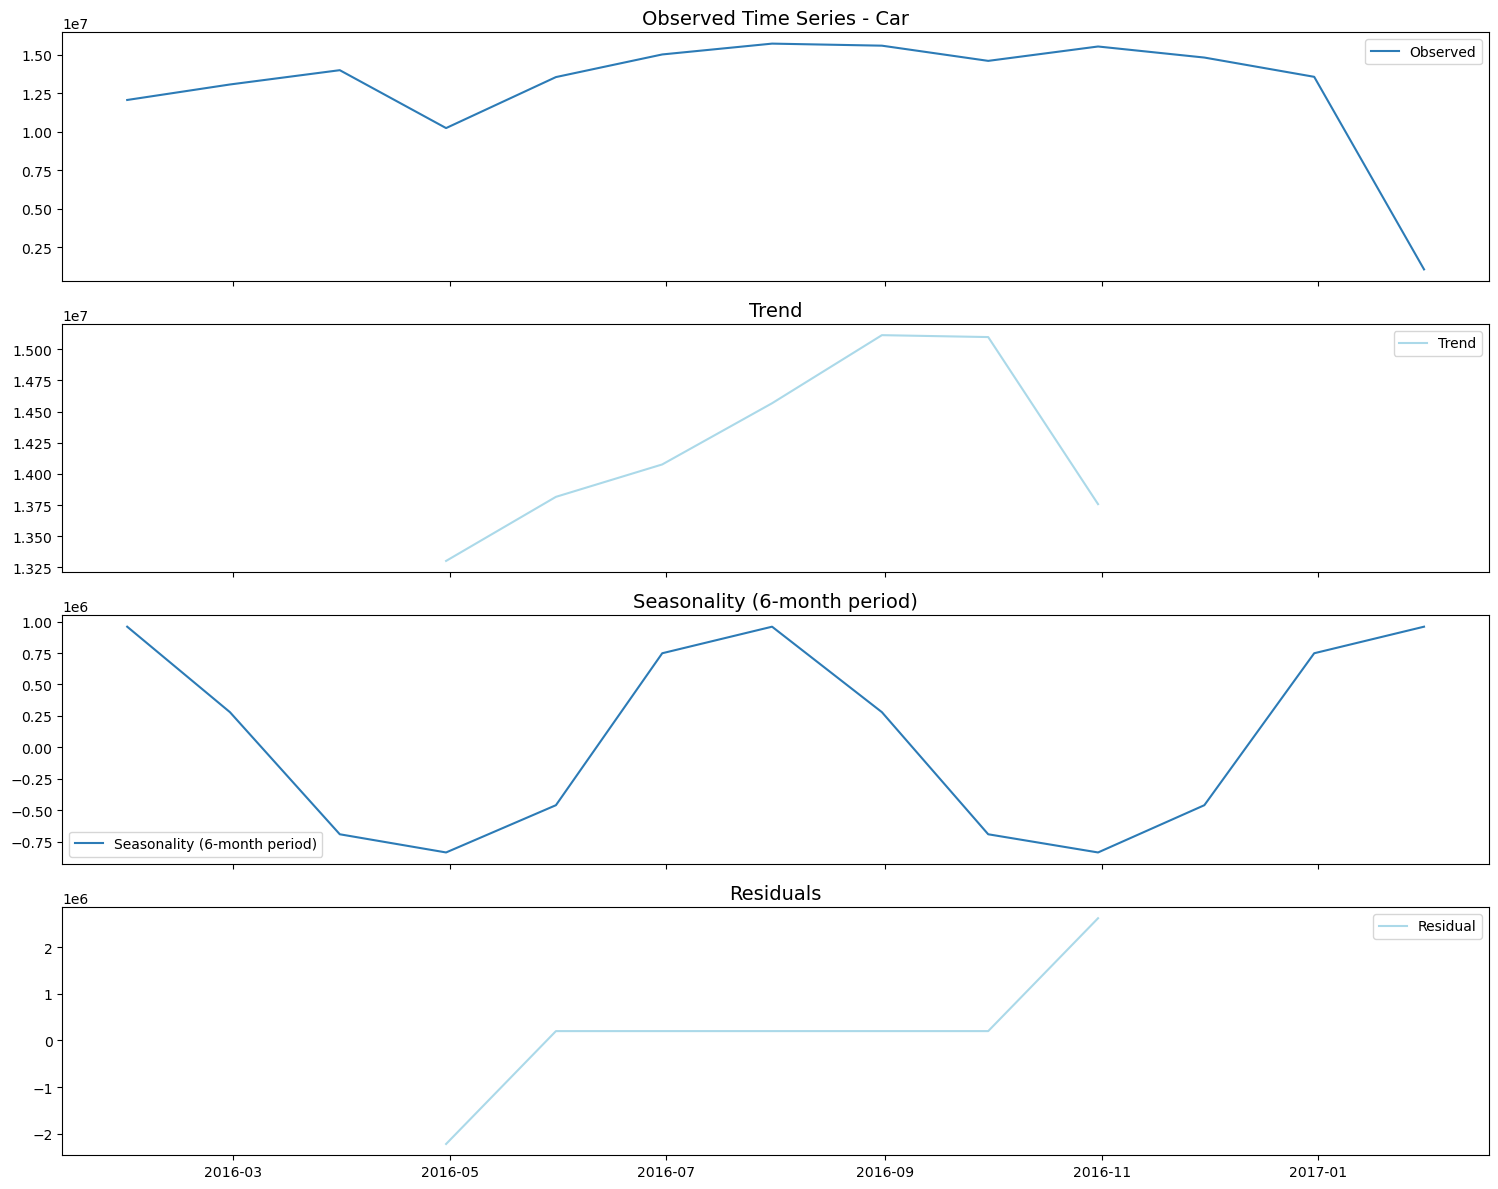 Observed Time Series - Car
1e7
Observed
1.50
1.25
1.00
0.75
0.50
0.25
Trend
1e7
Trend
1.500
1.475
1.450
1.425
1.400
1.375
1.350
1.325
Seasonality (6-month period)
1e6
1.00
0.75
0.50
0.25
0.00
−0.25
−0.50
−0.75
Seasonality (6-month period)
Residuals
1e6
Residual
2
1
0
−1
−2
2016-03 2016-05 2016-07 2016-09 2016-11 2017-01